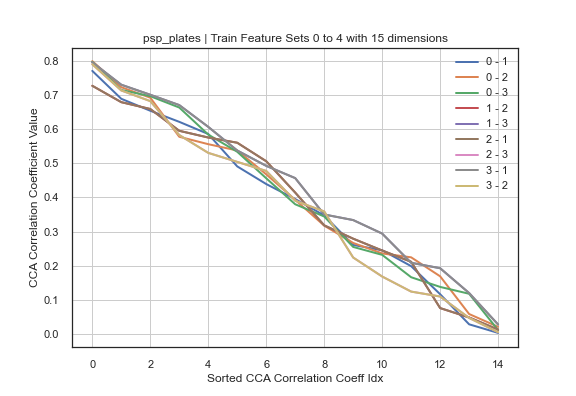 psp_plates | Train Feature Sets 0 to 4 with 15 dimensions
CCA Correlation Coefficient Value
0.8
0.7
0.6
0.5
0.4
0.3
0.2
0.1
0.0
0 - 1
0 - 2
0 - 3
1 - 2
1 - 3
2 - 1
2 - 3
3 - 1
3 - 2
0 2 4 6 8 10 12 14
Sorted CCA Correlation Coeff Idx